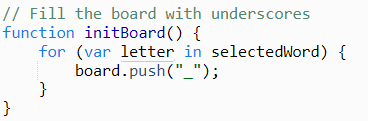 // Fill the board with underscores
function initBoard() {
    for (var letter in selectedWord) {
        board.push("_");
    }
}